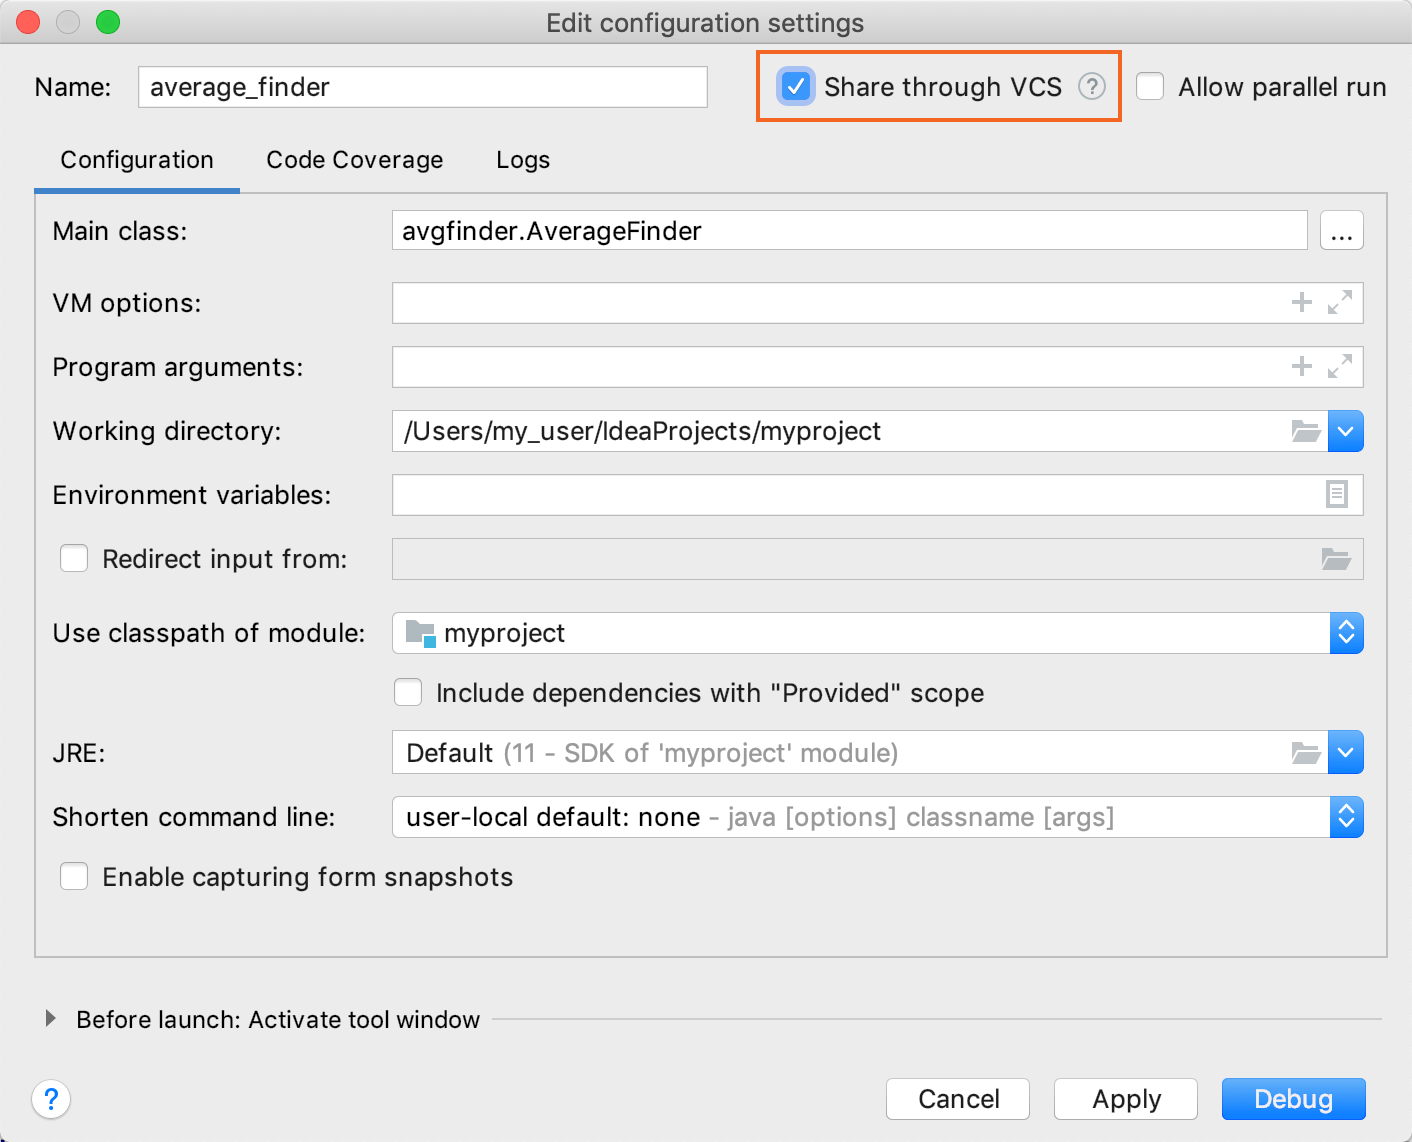 Edit configuration settings
Name: average_finder Share through VCS ? Allow parallel run
Configuration Code Coverage Logs
Main class: avgfinder.AverageFinder ...
VM options:
Program arguments:
Working directory: /Users/my_user/IdeaProjects/myproject
Environment variables:
Redirect input from:
Use classpath of module: myproject
Include dependencies with "Provided" scope
JRE: Default (11 - SDK of 'myproject' module)
Shorten command line: user-local default: none - java [options] classname [args]
Enable capturing form snapshots
Before launch: Activate tool window
? Cancel Apply Debug